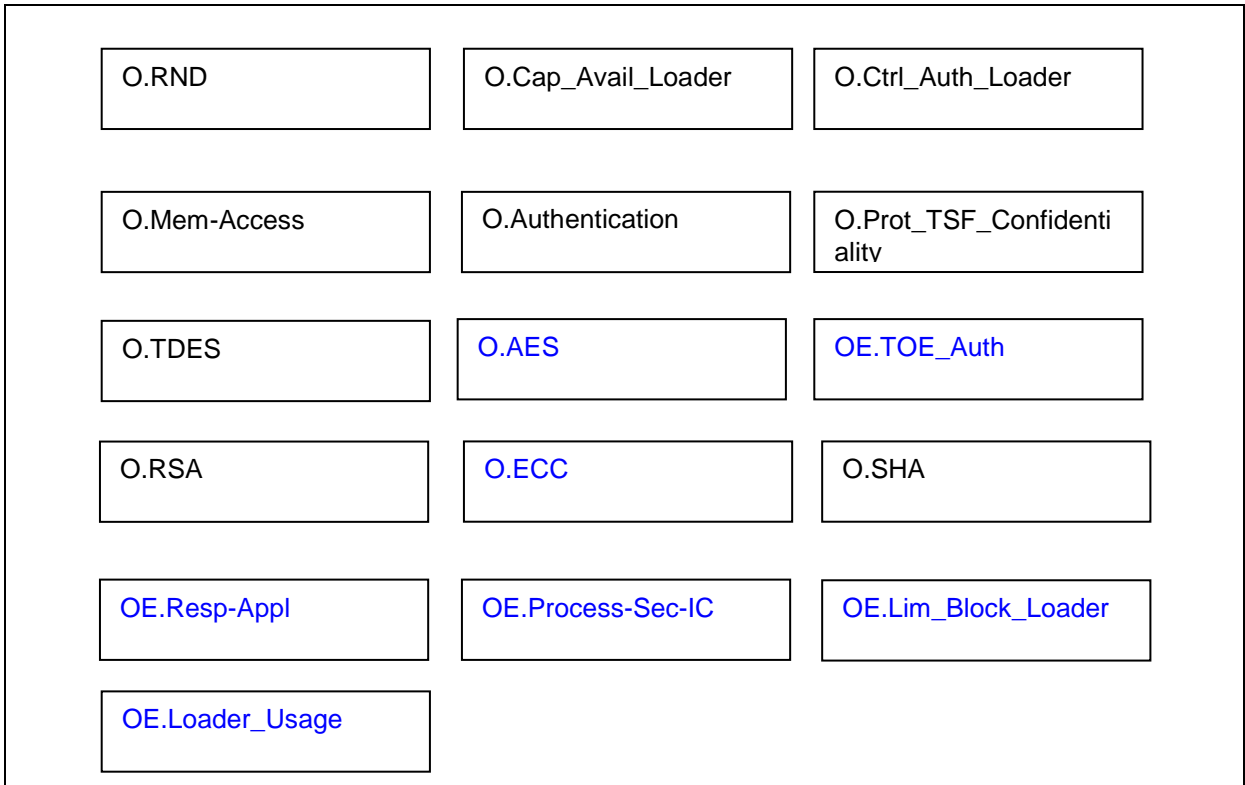 O.RND
O.Cap_Avail_Loader
O.Ctrl_Auth_Loader
O.Mem-Access
O.Authentication
O.Prot_TSF_Confidenti
ality
O.TDES
O.AES
OE.TOE_Auth
O.RSA
O.ECC
O.SHA
OE.Resp-Appl
OE.Process-Sec-IC
OE.Lim_Block_Loader
OE.Loader_Usage